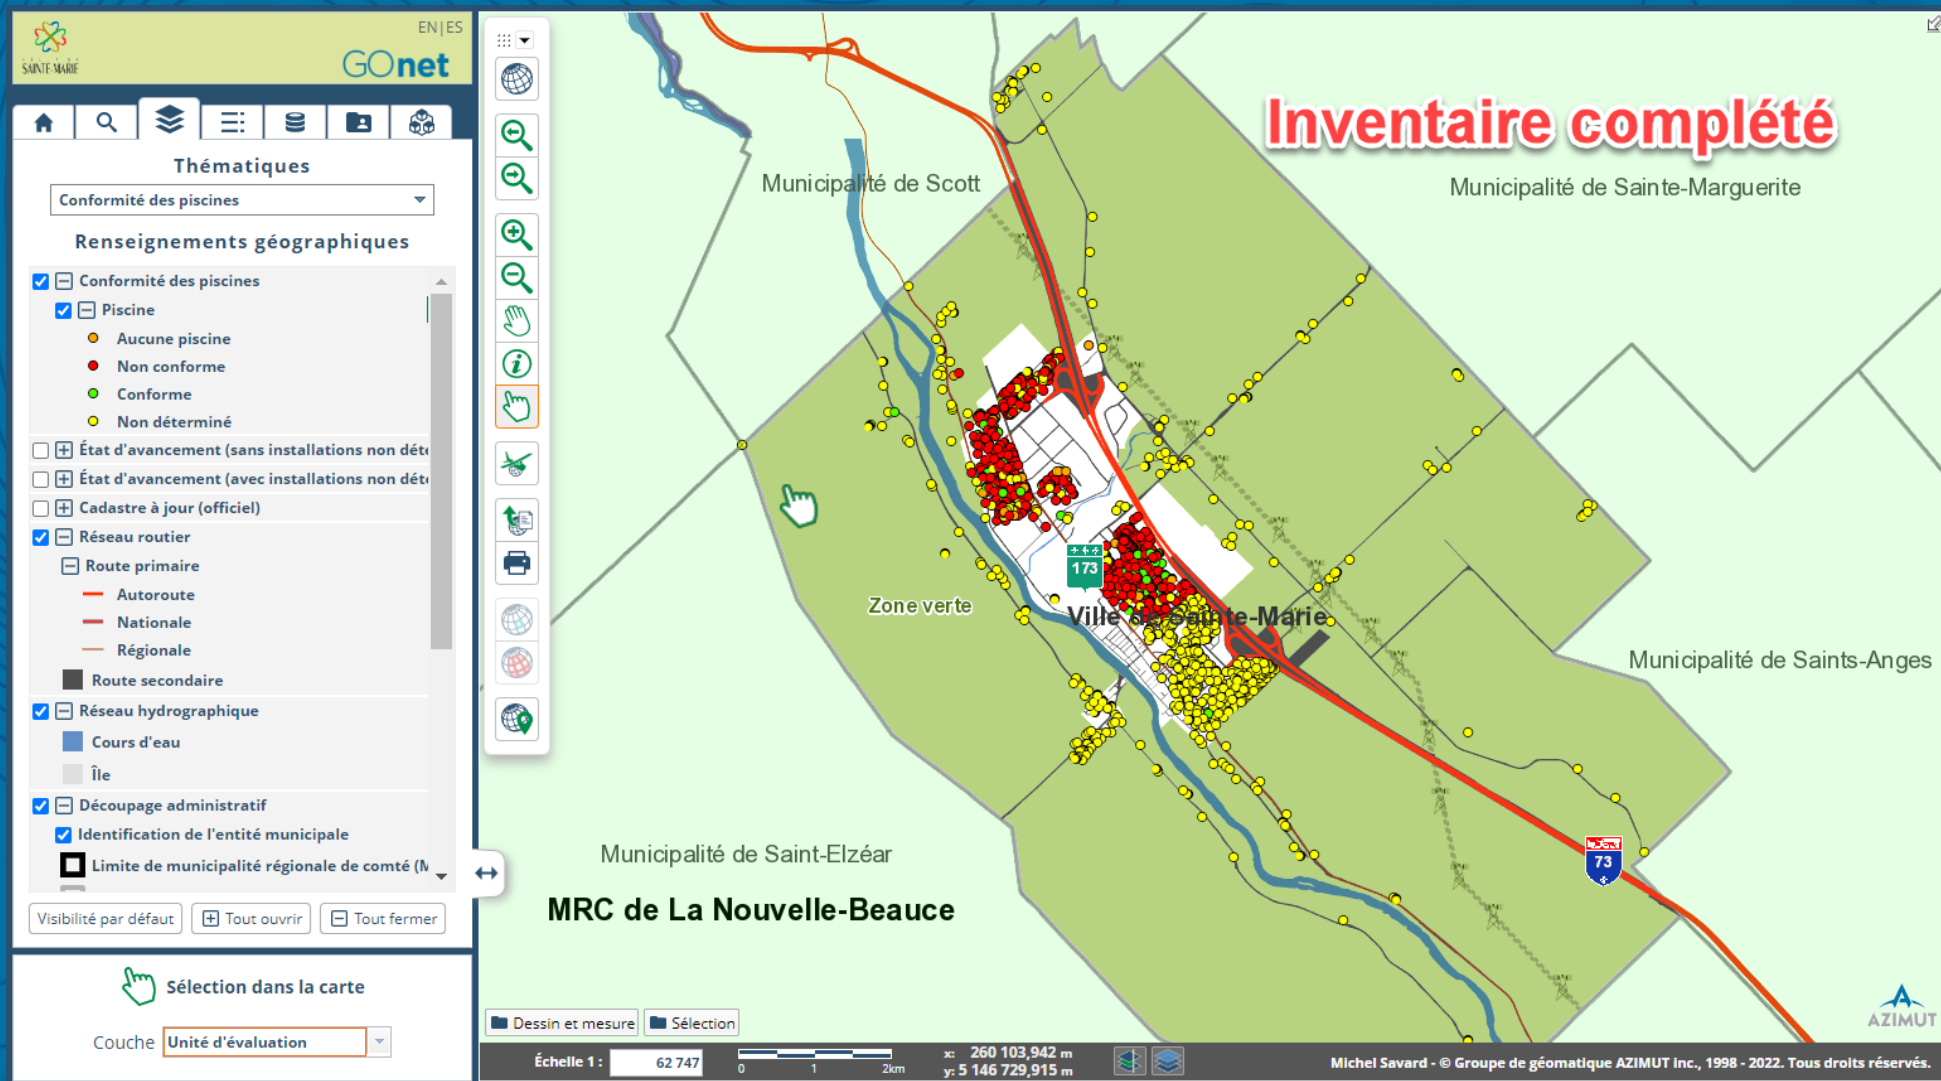 SAINTE-MARIE
EN|ES
GOnet
Thématiques
Conformité des piscines
Renseignements géographiques
Conformité des piscines
Piscine
Aucune piscine
Non conforme
Conforme
Non déterminé
État d'avancement (sans installations non déte
État d'avancement (avec installations non déte
Cadastre à jour (officiel)
Réseau routier
Route primaire
Autoroute
Nationale
Régionale
Route secondaire
Réseau hydrographique
Cours d'eau
Île
Découpage administratif
Identification de l'entité municipale
Limite de municipalité régionale de comté (M
Visibilité par défaut
Tout ouvrir
Tout fermer
Sélection dans la carte
Couche
Unité d'évaluation
Inventaire complété
Municipalité de Scott
Municipalité de Sainte-Marguerite
173
Zone verte
Ville de Sainte-Marie
Municipalité de Saints-Anges
Municipalité de Saint-Elzéar
73
MRC de La Nouvelle-Beauce
AZIMUT
Dessin et mesure
Sélection
Échelle 1 :
62 747
0
1
2km
x: 260 103,942 m
y: 5 146 729,915 m
Michel Savard - © Groupe de géomatique AZIMUT inc., 1998 - 2022. Tous droits réservés.